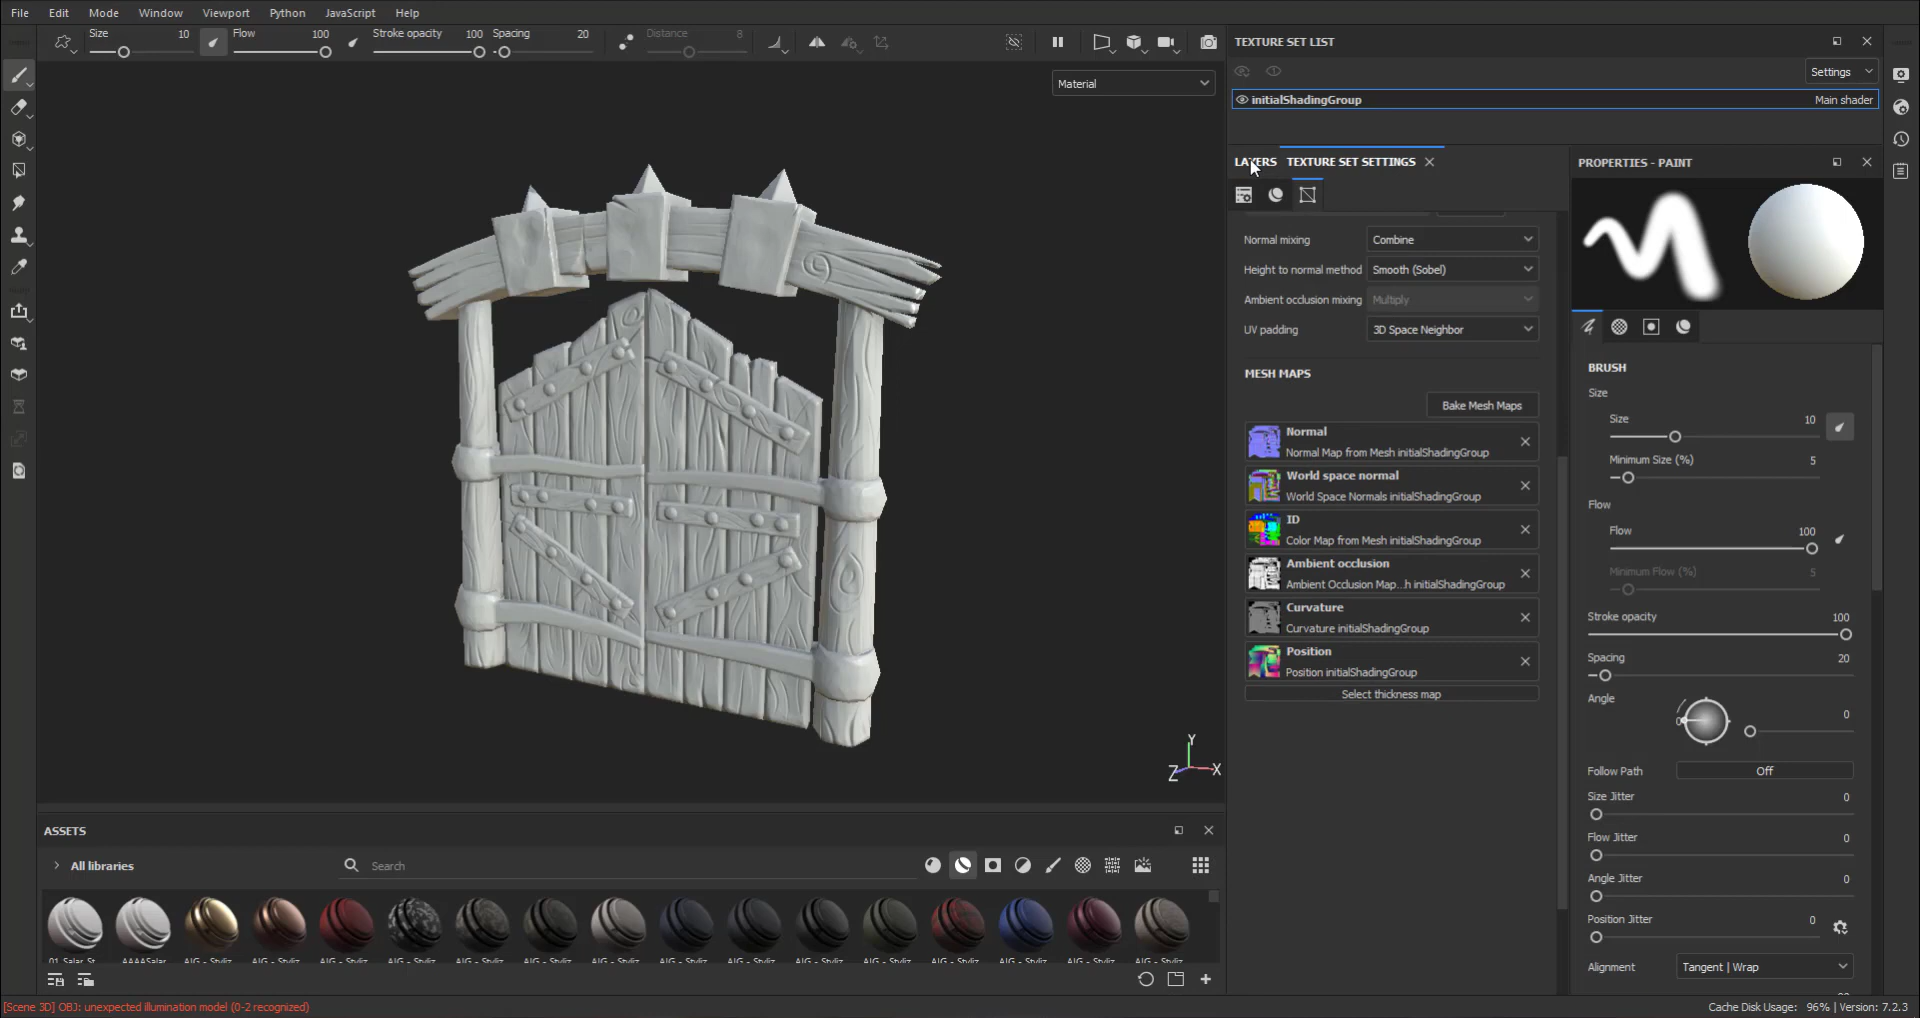 File Edit Mode Window Viewport Python JavaScript Help
Size 10 Flow 100 Stroke opacity 100 Spacing 20 Distance 8
Material
TEXTURE SET LIST
Settings
initialShadingGroup Main shader
LAYERS TEXTURE SET SETTINGS
Normal mixing Combine
Height to normal method Smooth (Sobel)
Ambient occlusion mixing Multiply
UV padding 3D Space Neighbor
MESH MAPS
Bake Mesh Maps
Normal
Normal Map from Mesh initialShadingGroup
World space normal
World Space Normals initialShadingGroup
ID
Color Map from Mesh initialShadingGroup
Ambient occlusion
Ambient Occlusion Map...h initialShadingGroup
Curvature
Curvature initialShadingGroup
Position
Position initialShadingGroup
Select thickness map
PROPERTIES - PAINT
BRUSH
Size
Size 10
Minimum Size (%) 5
Flow
Flow 100
Minimum Flow (%) 5
Stroke opacity 100
Spacing 20
Angle
0 0
Follow Path Off
Size Jitter 0
Flow Jitter 0
Angle Jitter 0
Position Jitter 0
Alignment Tangent | Wrap
Y
Z X
ASSETS
All libraries Search
[Scene 3D] OBJ: unexpected illumination model (0-2 recognized)
Cache Disk Usage: 96% | Version: 7.2.3